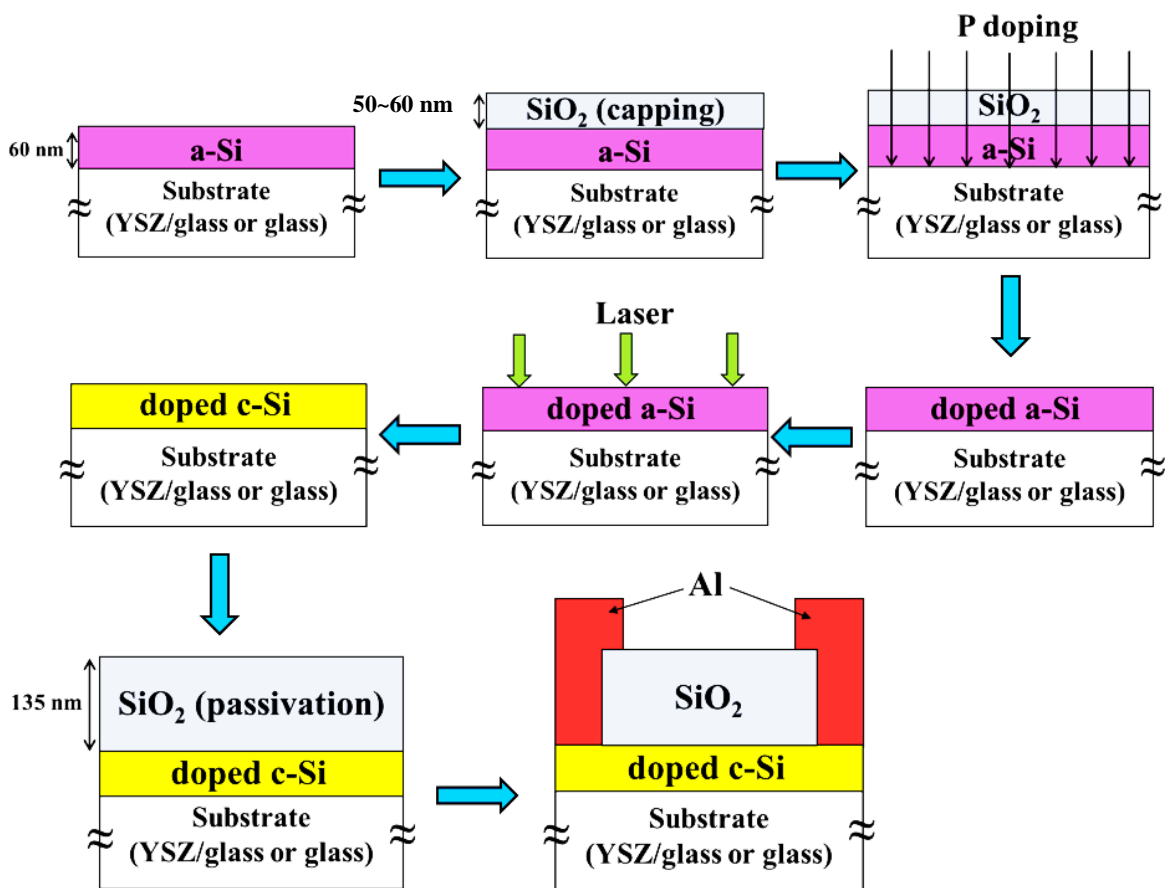 60 nm
a-Si
Substrate
(YSZ/glass or glass)
50~60 nm
SiO₂ (capping)
a-Si
Substrate
(YSZ/glass or glass)
P doping
SiO₂
a-Si
Substrate
(YSZ/glass or glass)
doped c-Si
Substrate
(YSZ/glass or glass)
Laser
doped a-Si
Substrate
(YSZ/glass or glass)
doped a-Si
Substrate
(YSZ/glass or glass)
135 nm
SiO₂ (passivation)
doped c-Si
Substrate
(YSZ/glass or glass)
Al
SiO₂
doped c-Si
Substrate
(YSZ/glass or glass)